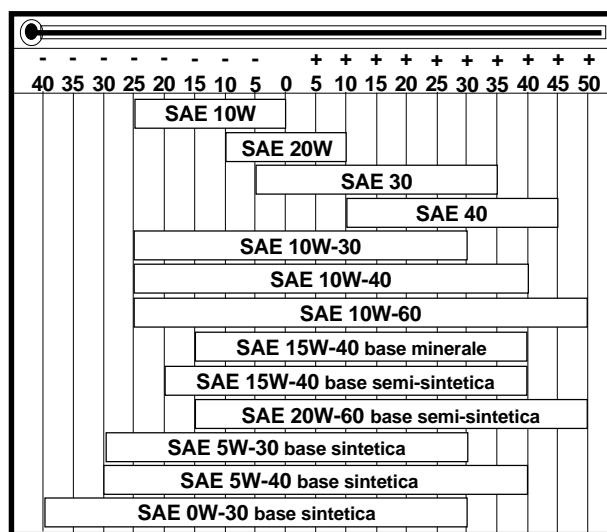 - - - - - - - - + + + + + + + + + +
40 35 30 25 20 15 10 5 0 5 10 15 20 25 30 35 40 45 50
SAE 10W
SAE 20W
SAE 30
SAE 40
SAE 10W-30
SAE 10W-40
SAE 10W-60
SAE 15W-40 base minerale
SAE 15W-40 base semi-sintetica
SAE 20W-60 base semi-sintetica
SAE 5W-30 base sintetica
SAE 5W-40 base sintetica
SAE 0W-30 base sintetica